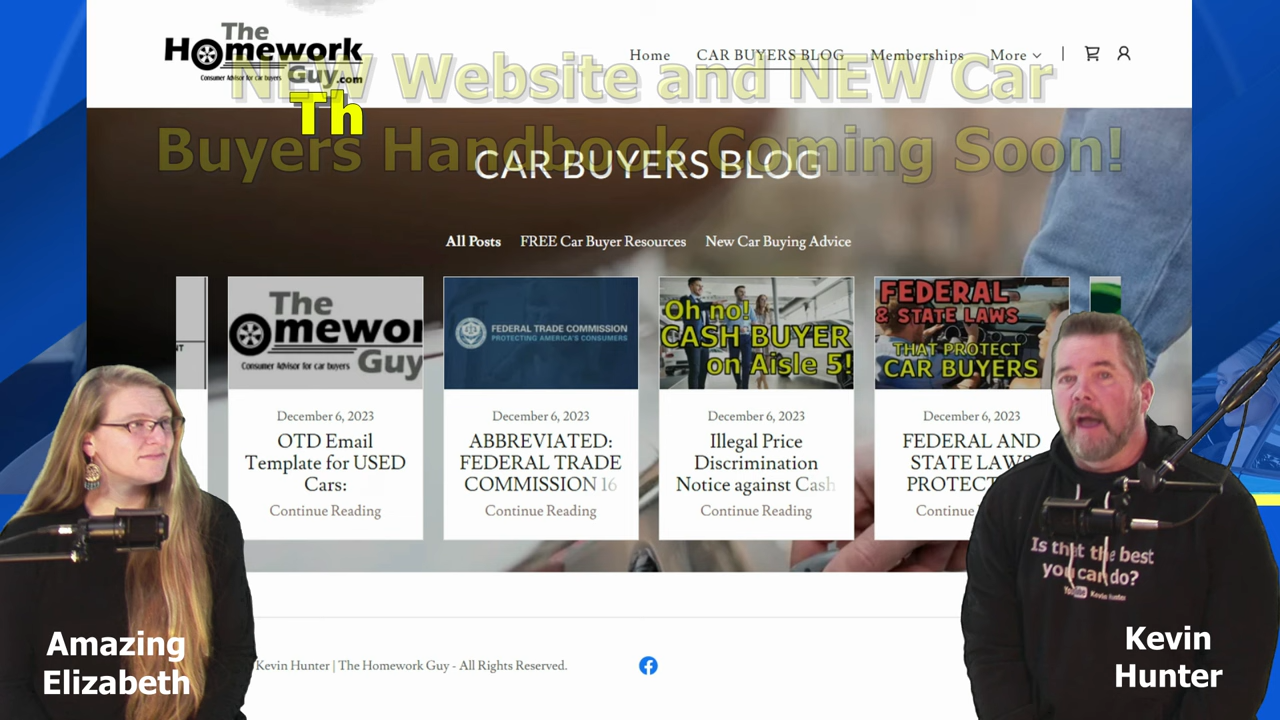 The
Homework
Guy.com
Consumer Advisor for car buyers
Home CAR BUYERS BLOG Memberships More
NEW Website and NEW Car
Th
Buyers Handbook Coming Soon!
CAR BUYERS BLOG
All Posts FREE Car Buyer Resources New Car Buying Advice
The
omewor
Consumer Advisor for car buyers
Guy
December 6, 2023
OTD Email
Template for USED
Cars:
Continue Reading
FEDERAL TRADE COMMISSION
PROTECTING AMERICA'S CONSUMERS
December 6, 2023
ABBREVIATED:
FEDERAL TRADE
COMMISSION 16
Continue Reading
Oh no!
CASH BUYER
on Aisle 5!
December 6, 2023
Illegal Price
Discrimination
Notice against Cash
Continue Reading
FEDERAL
& STATE LAWS
THAT PROTECT
CAR BUYERS
December 6, 2023
FEDERAL AND
STATE LAWS
PROTECT
Continue
Is that the best
you can do?
YouTube Kevin Hunter
Amazing
Elizabeth
Kevin
Hunter
Kevin Hunter | The Homework Guy - All Rights Reserved.